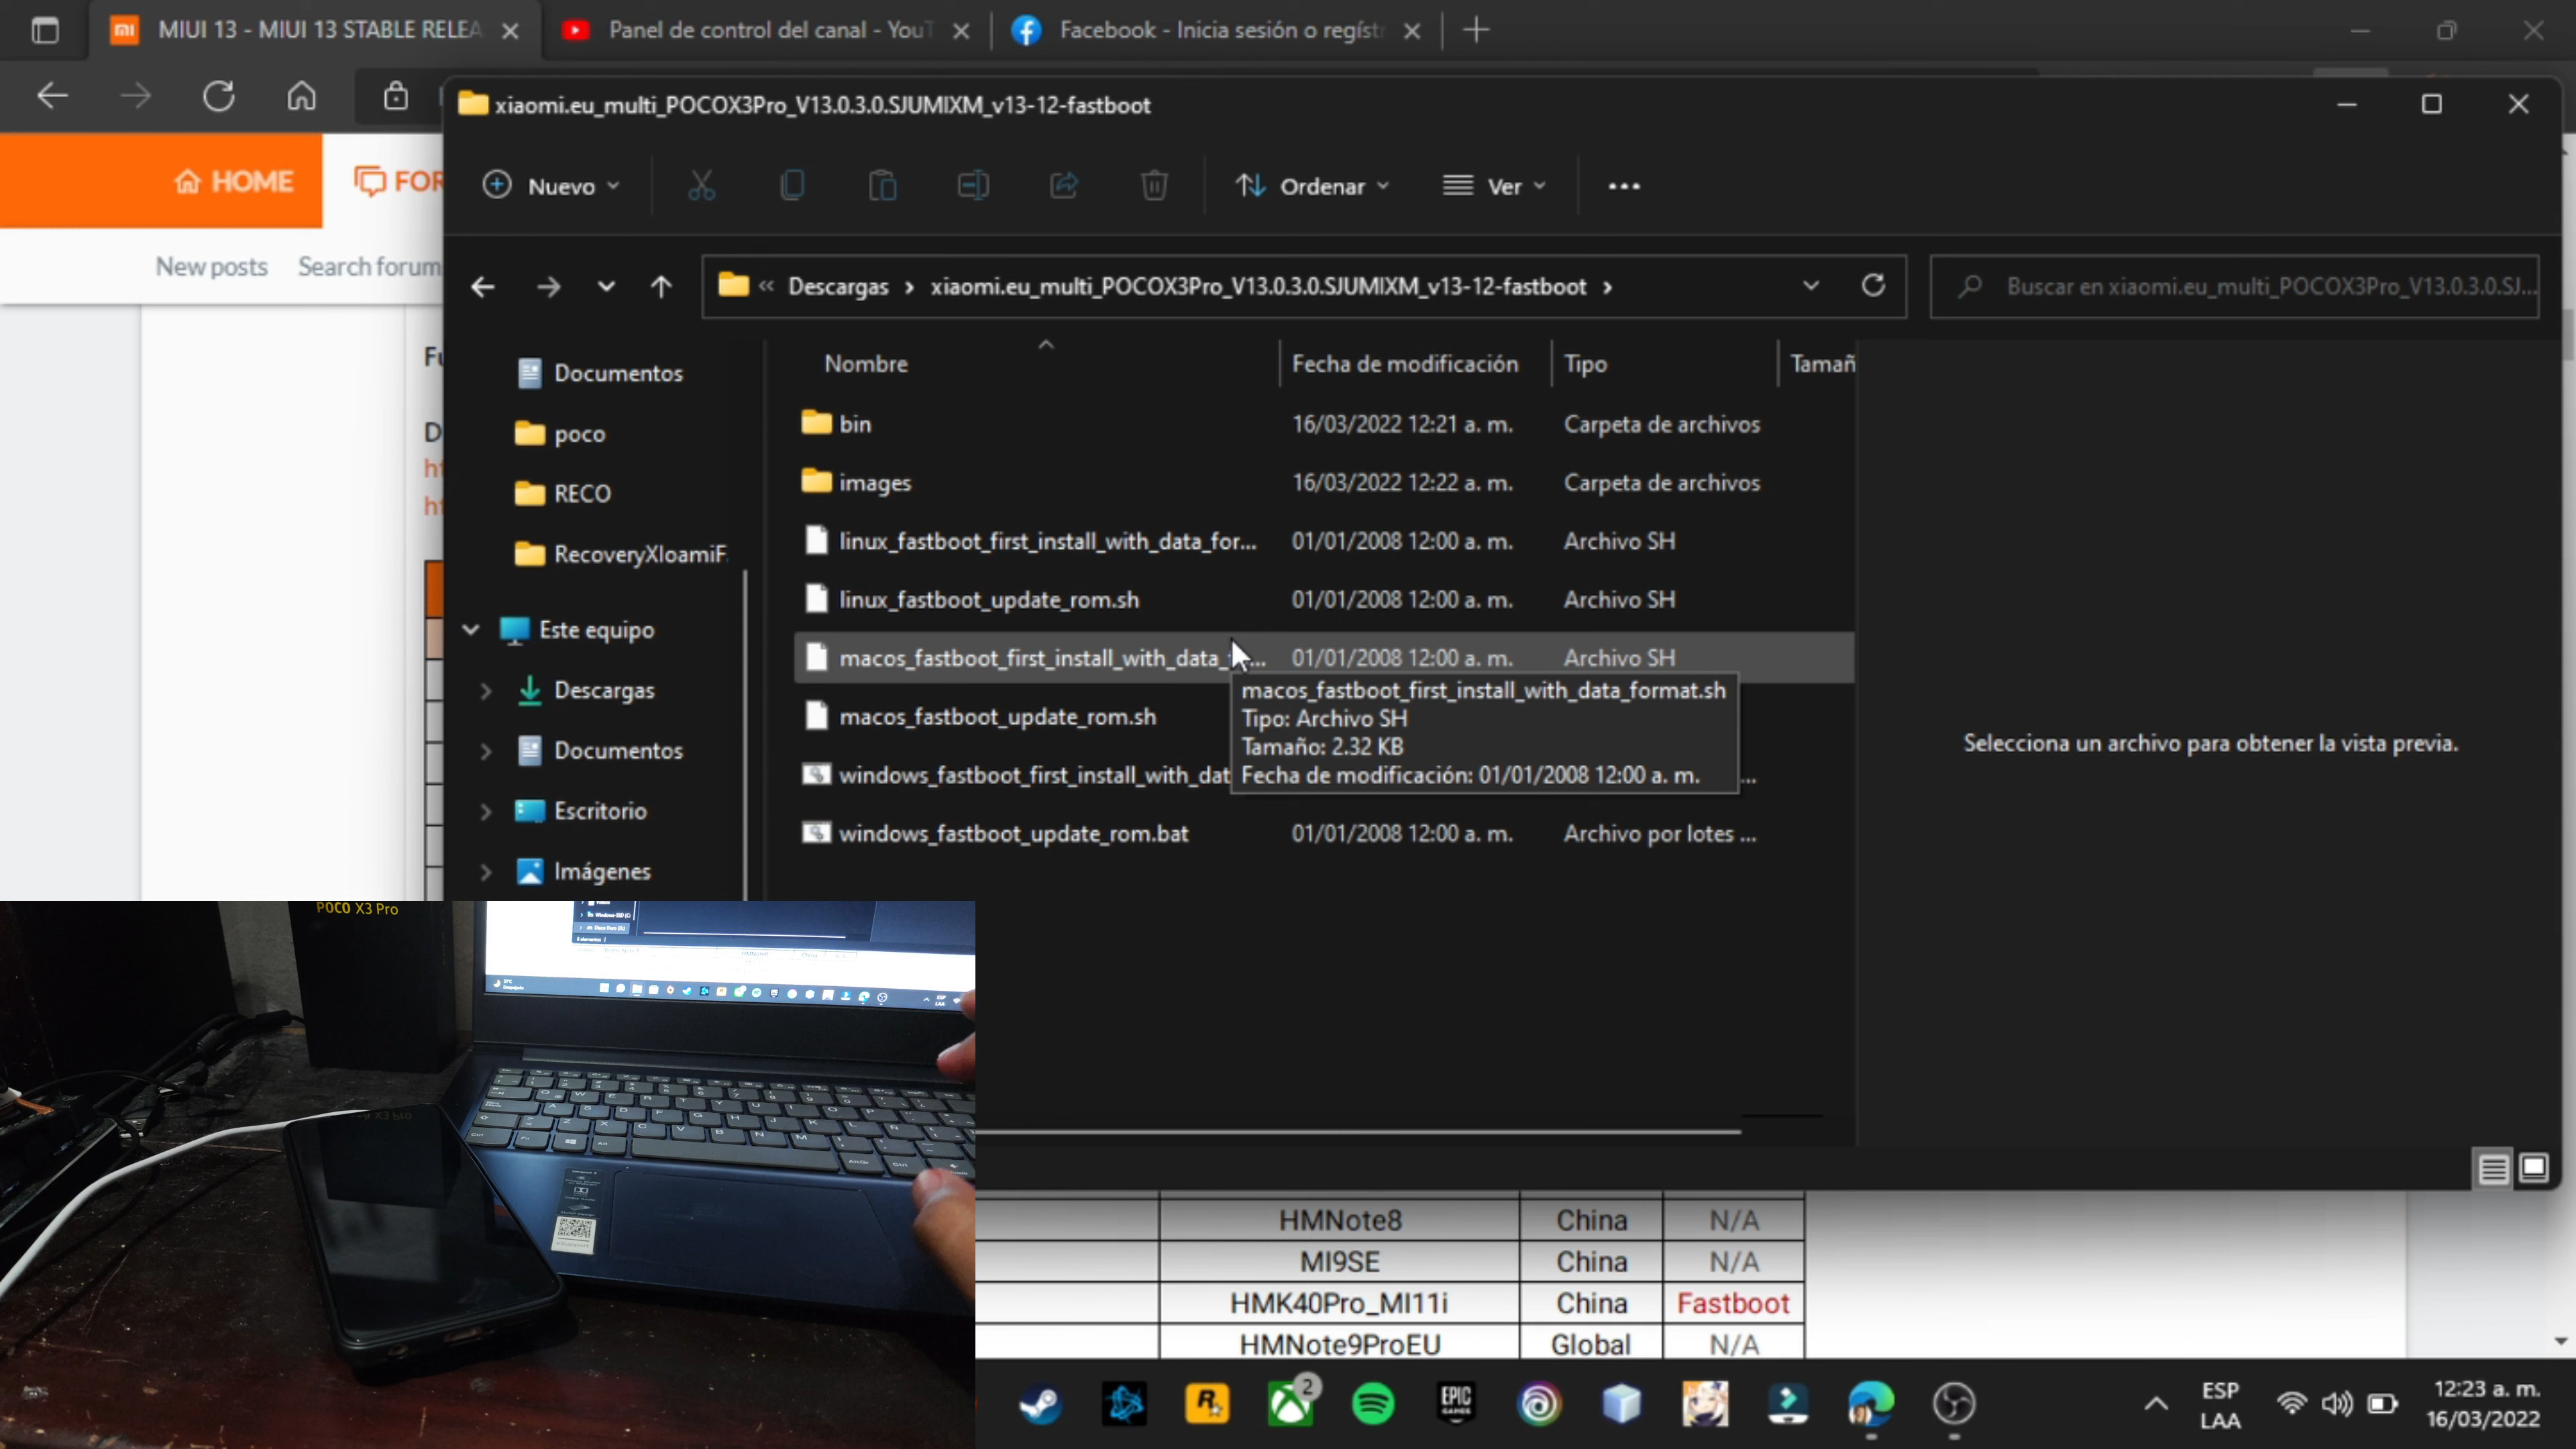 MIUI 13 - MIUI 13 STABLE RELEA
Panel de control del canal - YouT
Facebook - Inicia sesión o regístr
xiaomi.eu_multi_POCOX3Pro_V13.0.3.0.SJUMIXM_v13-12-fastboot
HOME
FOR
Nuevo
Ordenar
Ver
New posts
Search forum
« Descargas › xiaomi.eu_multi_POCOX3Pro_V13.0.3.0.SJUMIXM_v13-12-fastboot ›
Buscar en xiaomi.eu_multi_POCOX3Pro_V13.0.3.0.SJ...
Nombre
Fecha de modificación
Tipo
Tamañ
Documentos
poco
RECO
RecoveryXIoamiF
Este equipo
Descargas
Documentos
Escritorio
Imágenes
bin 16/03/2022 12:21 a. m. Carpeta de archivos
images 16/03/2022 12:22 a. m. Carpeta de archivos
linux_fastboot_first_install_with_data_for... 01/01/2008 12:00 a. m. Archivo SH
linux_fastboot_update_rom.sh 01/01/2008 12:00 a. m. Archivo SH
macos_fastboot_first_install_with_data_f... 01/01/2008 12:00 a. m. Archivo SH
macos_fastboot_update_rom.sh
windows_fastboot_first_install_with_dat ...
windows_fastboot_update_rom.bat 01/01/2008 12:00 a. m. Archivo por lotes ...
macos_fastboot_first_install_with_data_format.sh
Tipo: Archivo SH
Tamaño: 2.32 KB
Fecha de modificación: 01/01/2008 12:00 a. m.
Selecciona un archivo para obtener la vista previa.
POCO X3 Pro
HMNote8 China N/A
MI9SE China N/A
HMK40Pro_MI11i China Fastboot
HMNote9ProEU Global N/A
2
EPIC
GAMES
ESP
LAA
12:23 a. m.
16/03/2022